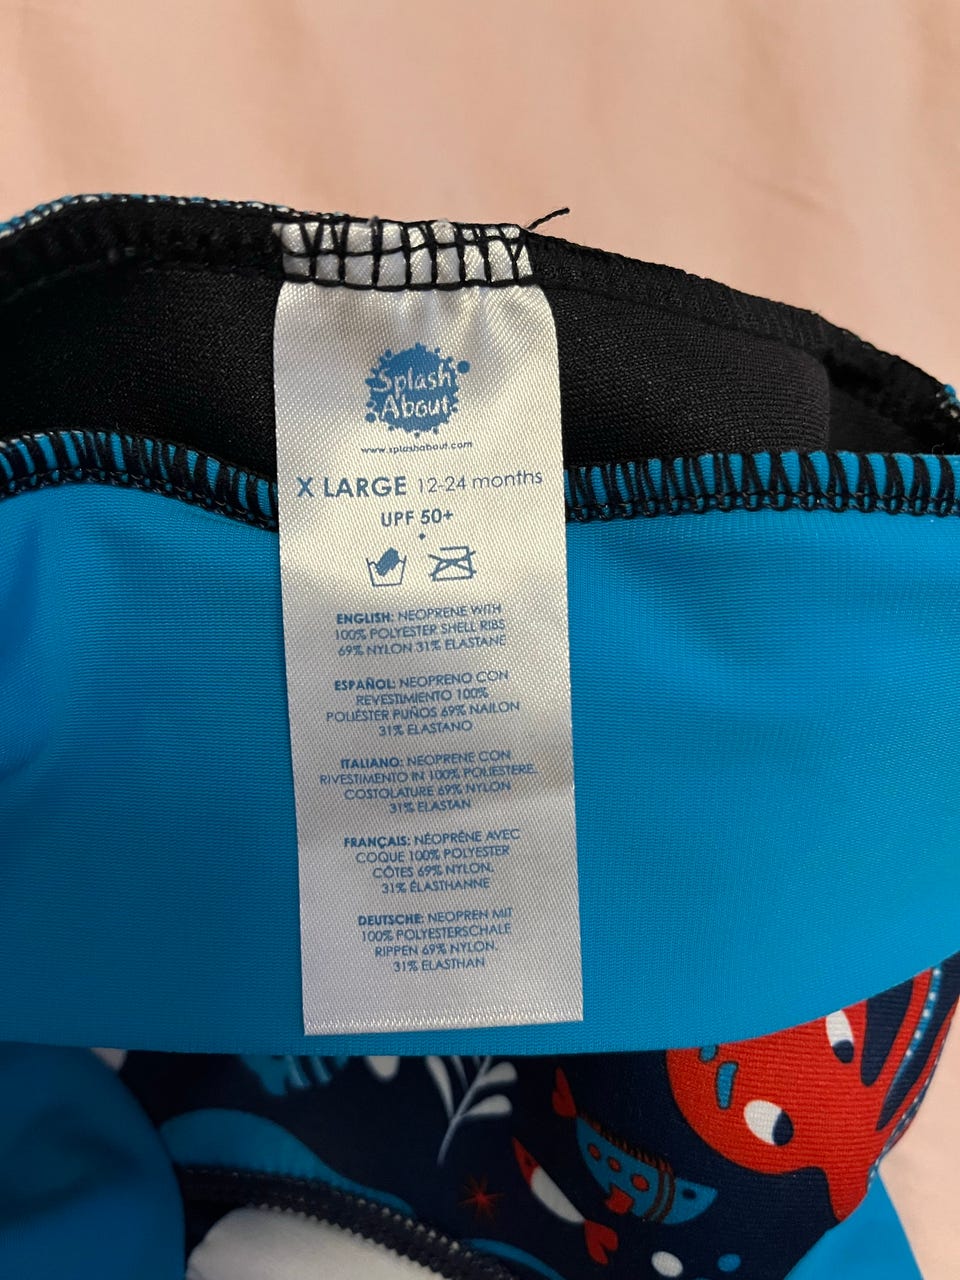 Splash
About
www.splashabout.com
X LARGE 12-24 months
UPF 50+
ENGLISH: NEOPRENE WITH
100% POLYESTER SHELL RIBS
69% NYLON 31% ELASTANE
ESPAÑOL: NEOPRENO CON
REVESTIMIENTO 100%
POLIÉSTER PUÑOS 69% NAILON
31% ELASTANO
ITALIANO: NEOPRENE CON
RIVESTIMENTO IN 100% POLIESTERE.
COSTOLATURE 69% NYLON
31% ELASTAN
FRANÇAIS: NÉOPRÉNE AVEC
COQUE 100% POLYESTER
CÔTES 69% NYLON.
31% ÉLASTHANNE
DEUTSCHE: NEOPREN MIT
100% POLYESTERSCHALE
RIPPEN 69% NYLON.
31% ELASTHAN